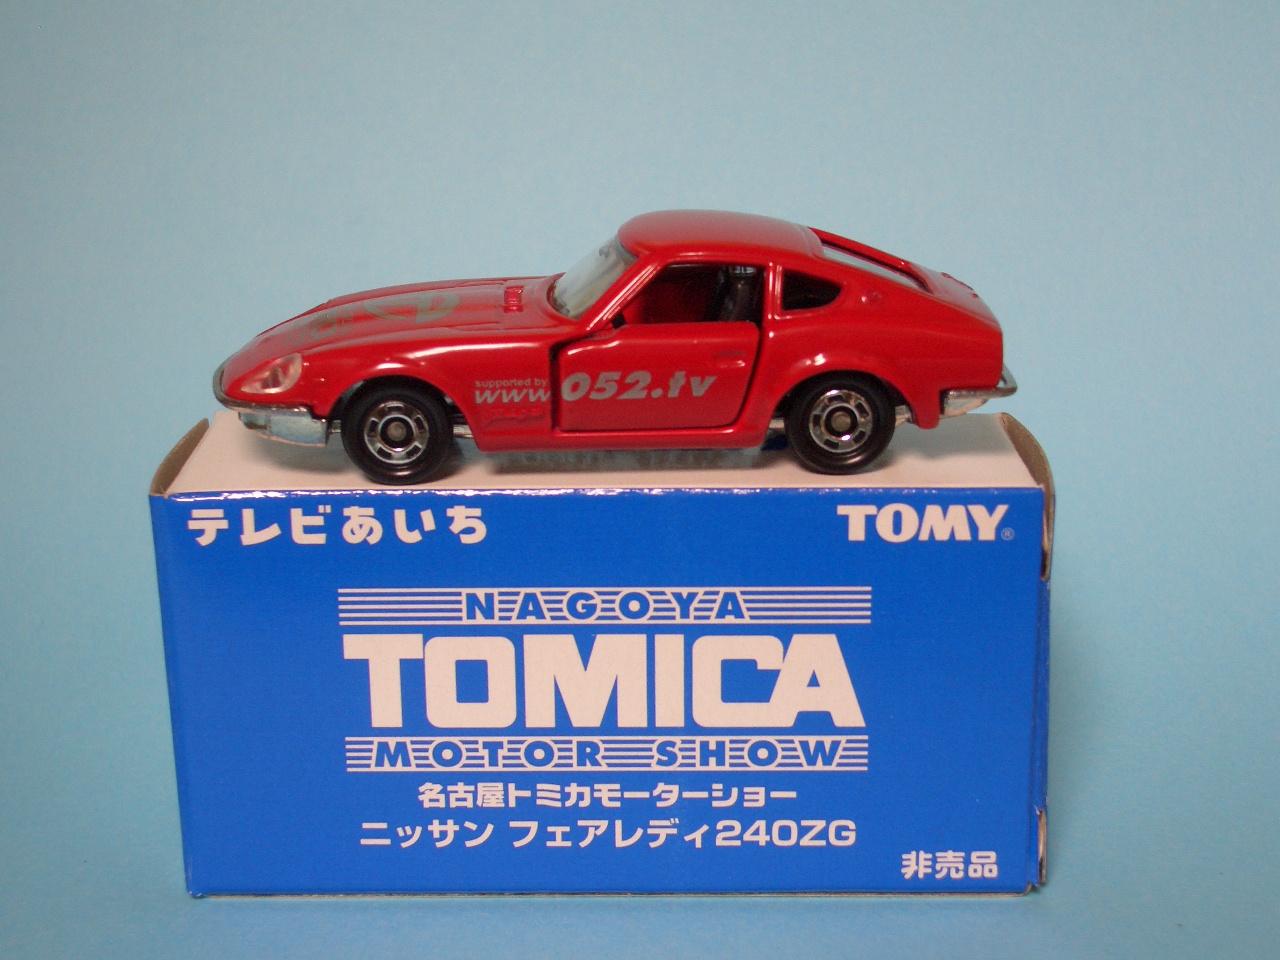 supported by
www.052.tv
テレビあいち
TOMY®
NAGOYA
TOMICA
MOTOR SHOW
名古屋トミカモーターショー
ニッサン フェアレディ240ZG
非売品